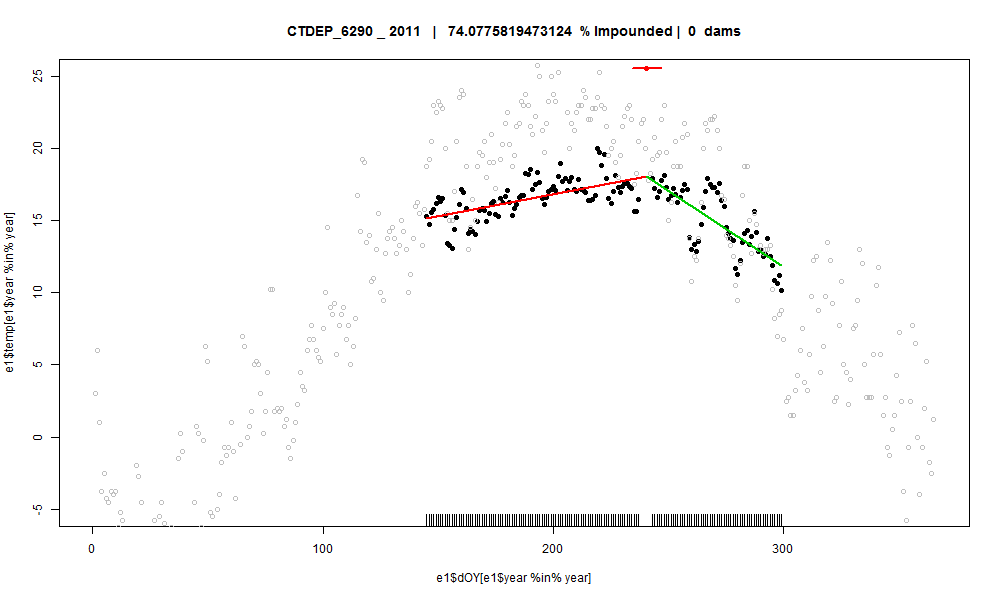 CTDEP_6290 _ 2011 | 74.0775819473124 % Impounded | 0 dams
25
20
15
10
5
0
-5
e1$temp[e1$year %in% year]
0 100 200 300
e1$dOY[e1$year %in% year]